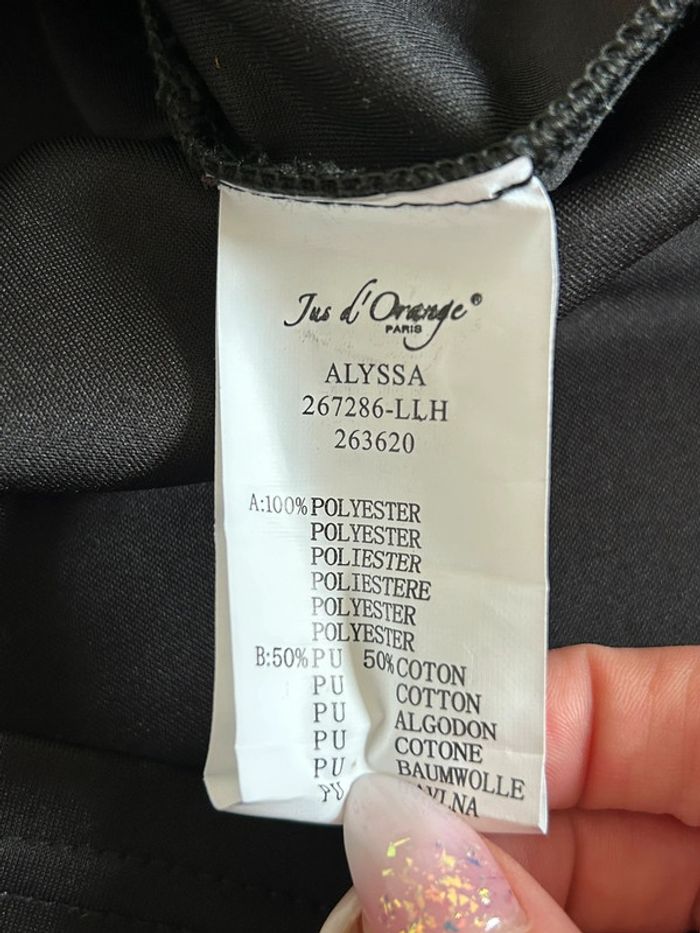 Jus d'Orange®
PARIS
ALYSSA
267286-LLH
263620
A:100% POLYESTER
POLYESTER
POLIESTER
POLIESTERE
POLYESTER
POLYESTER
B:50% PU 50% COTON
PU COTTON
PU ALGODON
PU COTONE
PU BAUMWOLLE
PU